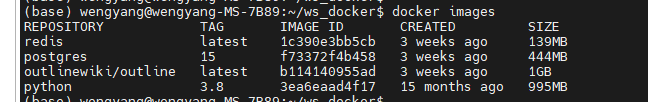 (base) wengyang@wengyang-MS-7B89:~/ws_docker$ docker images
REPOSITORY TAG IMAGE ID CREATED SIZE
redis latest 1c390e3bb5cb 3 weeks ago 139MB
postgres 15 f73372f4b458 3 weeks ago 444MB
outlinewiki/outline latest b114140955ad 3 weeks ago 1GB
python 3.8 3ea6eaad4f17 15 months ago 995MB
(base) wengyang@wengyang-MS-7B89:~/ws_docker$